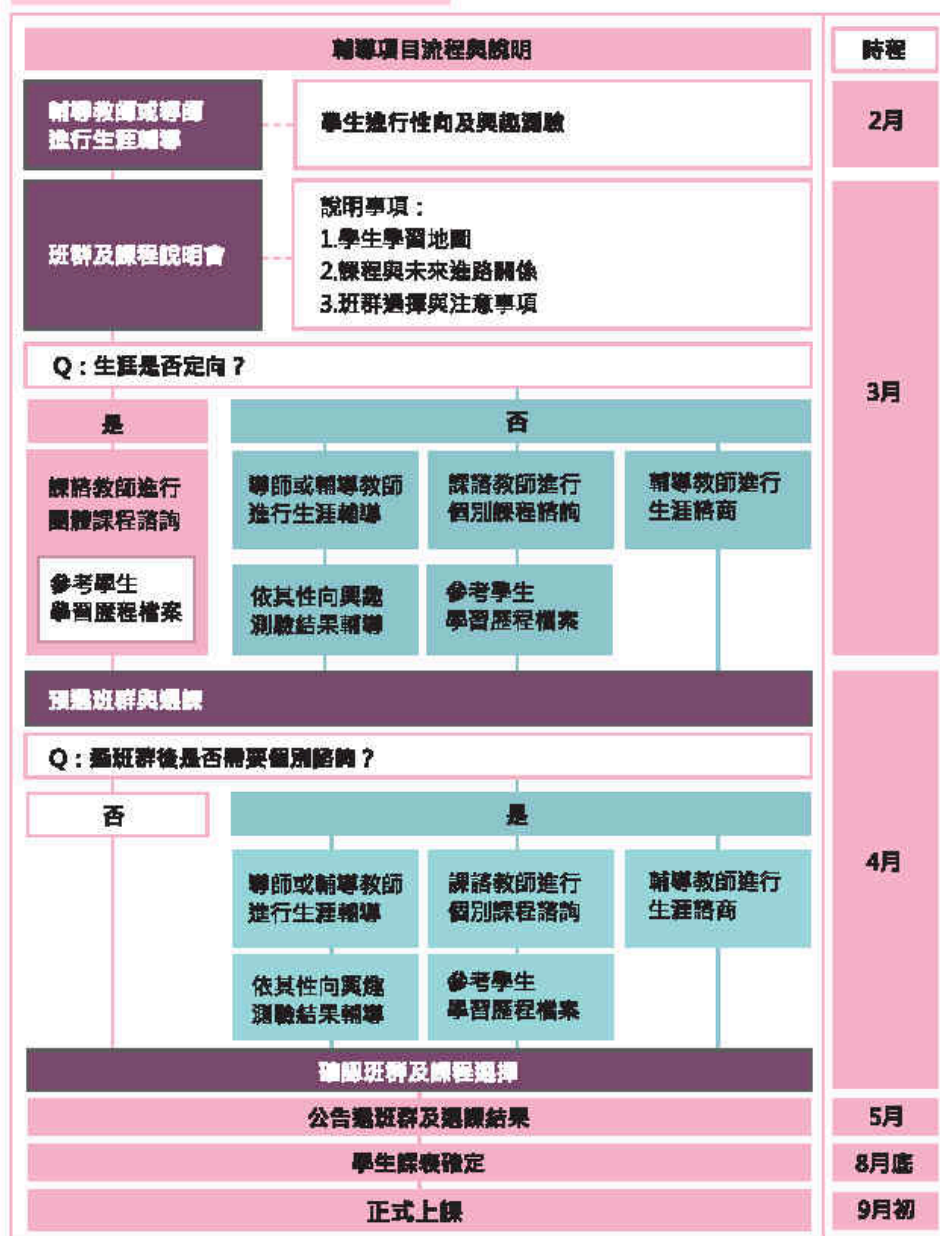 輔導項目流程與說明
時程
輔導教師或導師
進行生涯輔導
學生進行性向及興趣測驗
2月
班群及課程說明會
說明事項：
1.學生學習地圖
2.課程與未來進路關係
3.班群選擇與注意事項
3月
Q：生涯是否定向？
是
否
課諮教師進行
團體課程諮詢
參考學生
學習歷程檔案
導師或輔導教師
進行生涯輔導
依其性向興趣
測驗結果輔導
課諮教師進行
個別課程諮詢
參考學生
學習歷程檔案
輔導教師進行
生涯諮商
預選班群與選課
4月
Q：選班群後是否需要個別諮詢？
否
是
導師或輔導教師
進行生涯輔導
依其性向興趣
測驗結果輔導
課諮教師進行
個別課程諮詢
參考學生
學習歷程檔案
輔導教師進行
生涯諮商
確認班群及課程選擇
公告選班群及選課結果
5月
學生課表確定
8月底
正式上課
9月初